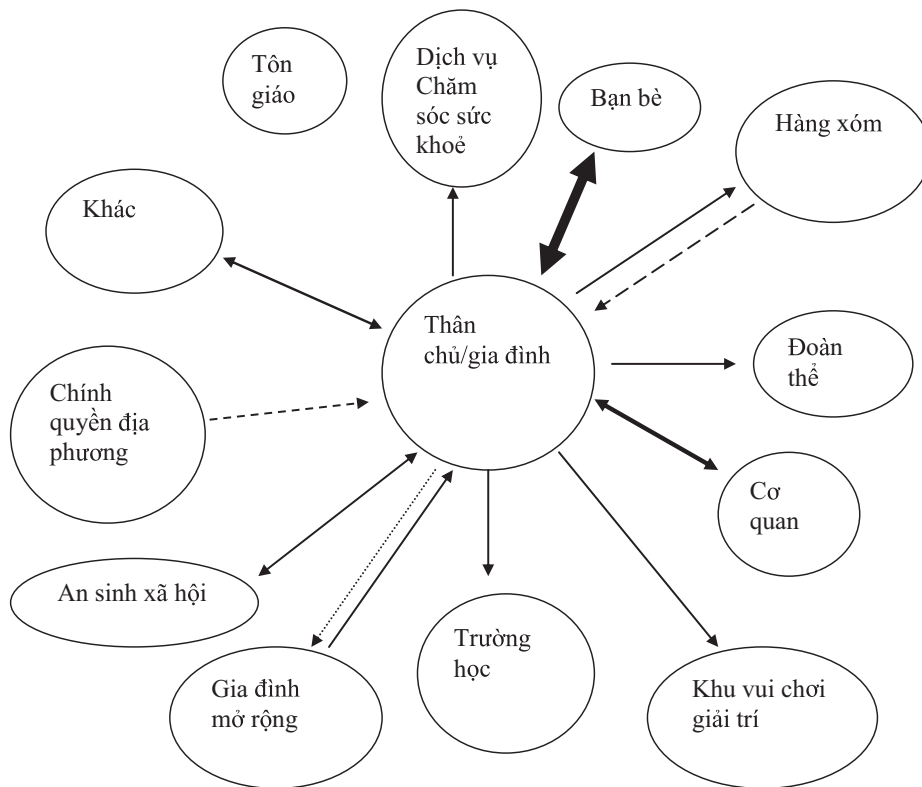 Tôn
giáo
Dịch vụ
Chăm
sóc sức
khoẻ
Bạn bè
Hàng xóm
Khác
Thân
chủ/gia đình
Đoàn
thể
Chính
quyền địa
phương
Cơ
quan
An sinh xã hội
Gia đình
mở rộng
Trường
học
Khu vui chơi
giải trí